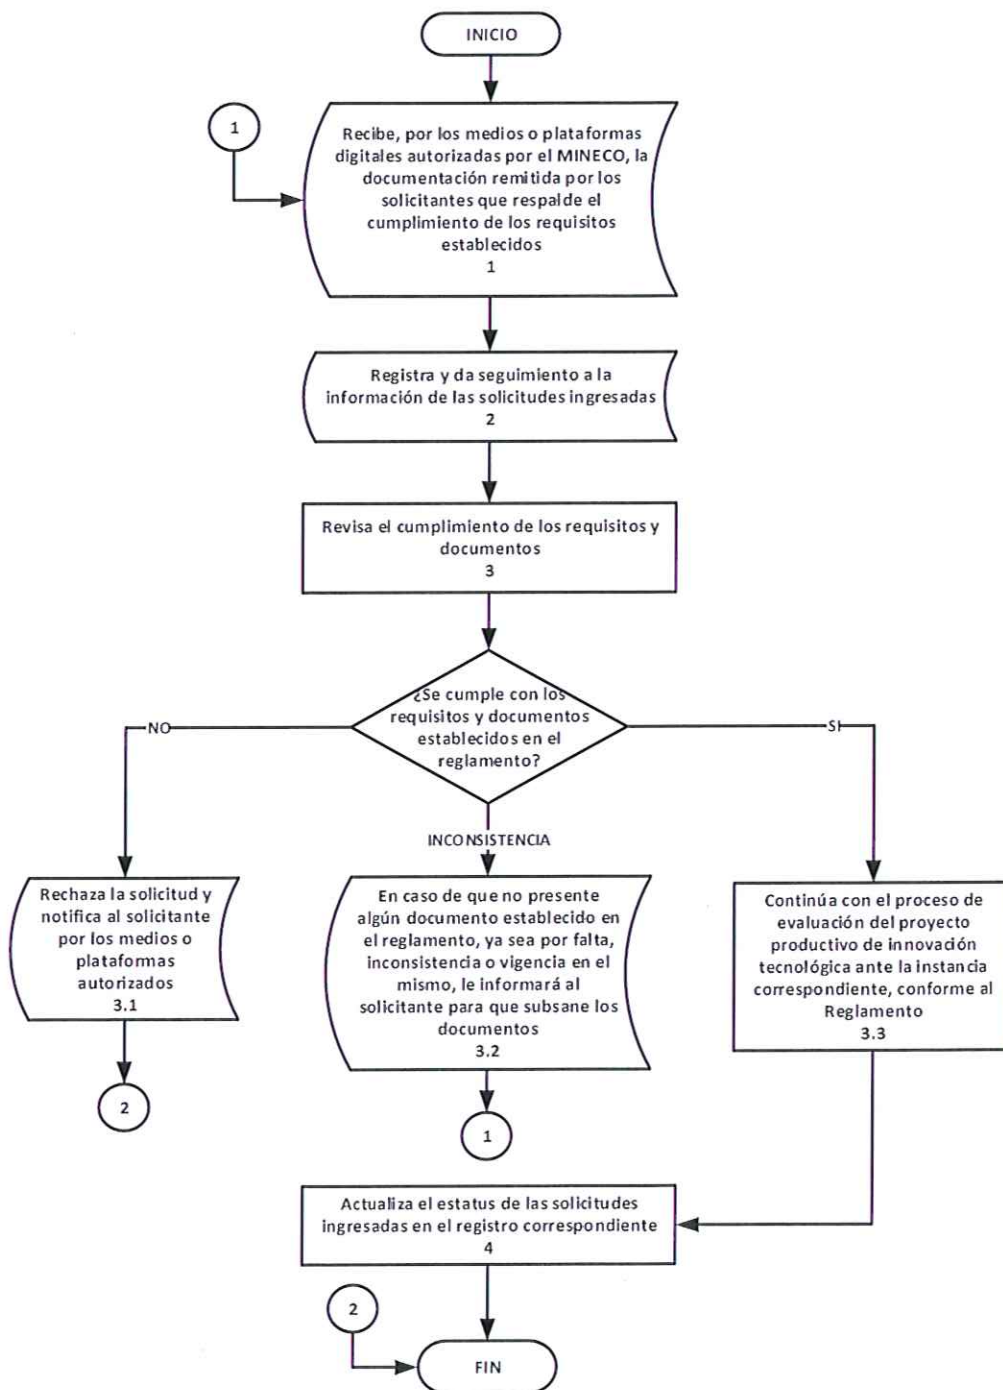 INICIO
1
Recibe, por los medios o plataformas
digitales autorizadas por el MINECO, la
documentación remitida por los
solicitantes que respalde el
cumplimiento de los requisitos
establecidos
1
Registra y da seguimiento a la
información de las solicitudes ingresadas
2
Revisa el cumplimiento de los requisitos y
documentos
3
¿Se cumple con los
requisitos y documentos
establecidos en el
reglamento?
NO
SI
INCONSISTENCIA
Rechaza la solicitud y
notifica al solicitante
por los medios o
plataformas
autorizados
3.1
2
En caso de que no presente
algún documento establecido en
el reglamento, ya sea por falta,
inconsistencia o vigencia en el
mismo, le informará al
solicitante para que subsane los
documentos
3.2
1
Continúa con el proceso de
evaluación del proyecto
productivo de innovación
tecnológica ante la instancia
correspondiente, conforme al
Reglamento
3.3
Actualiza el estatus de las solicitudes
ingresadas en el registro correspondiente
4
2
FIN